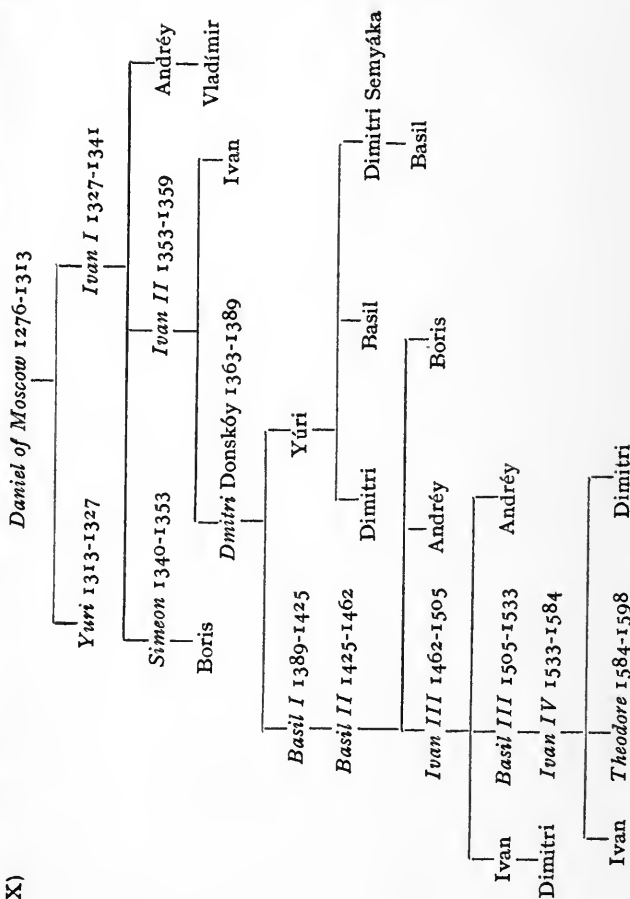 X)
Daniel of Moscow 1276-1313
Yuri 1313-1327
Ivan I 1327-1341
Simeon 1340-1353
Ivan II 1353-1359
Andréy
Boris
Vladímir
Dmitri Donskóy 1363-1389
Ivan
Basil I 1389-1425
Yúri
Basil II 1425-1462
Dimitri
Basil
Dimitri Semyáka
Basil
Ivan III 1462-1505
Andréy
Boris
Ivan
Basil III 1505-1533
Andréy
Dimitri
Ivan IV 1533-1584
Ivan
Theodore 1584-1598
Dimitri